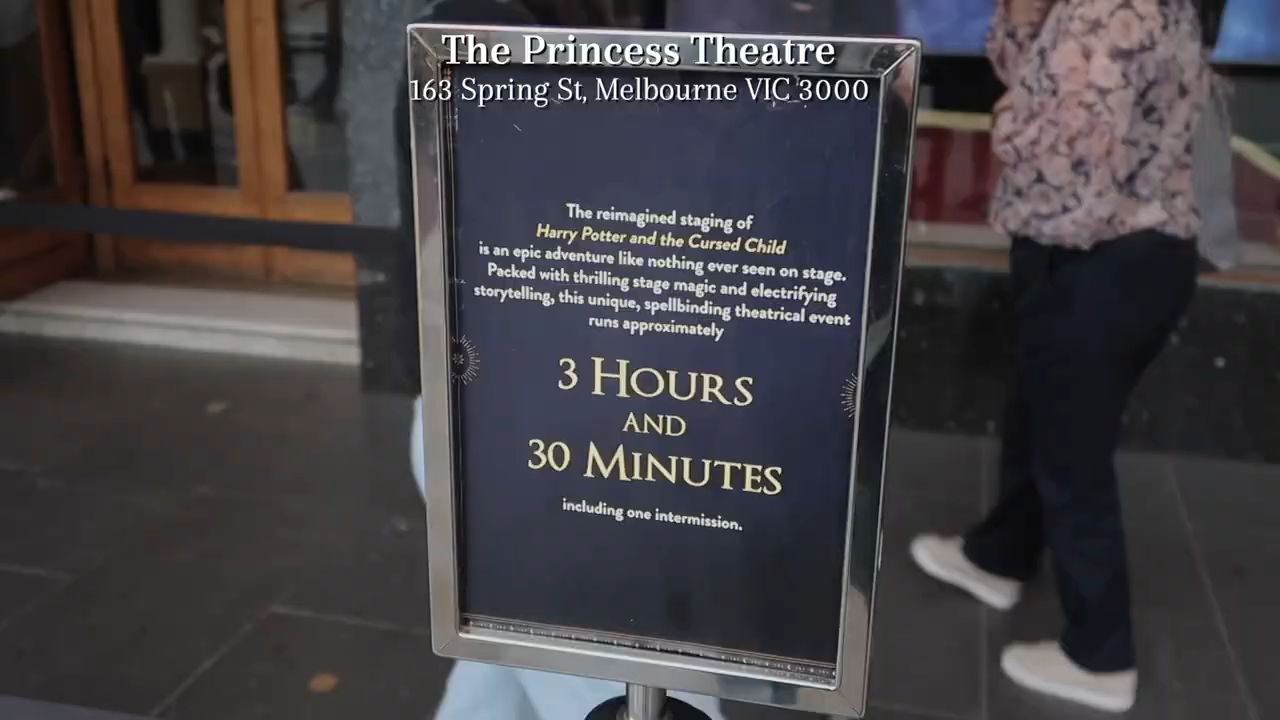 The Princess Theatre
163 Spring St, Melbourne VIC 3000
The reimagined staging of
Harry Potter and the Cursed Child
is an epic adventure like nothing ever seen on stage.
Packed with thrilling stage magic and electrifying
storytelling, this unique, spellbinding theatrical event
runs approximately
3 HOURS
AND
30 MINUTES
including one intermission.